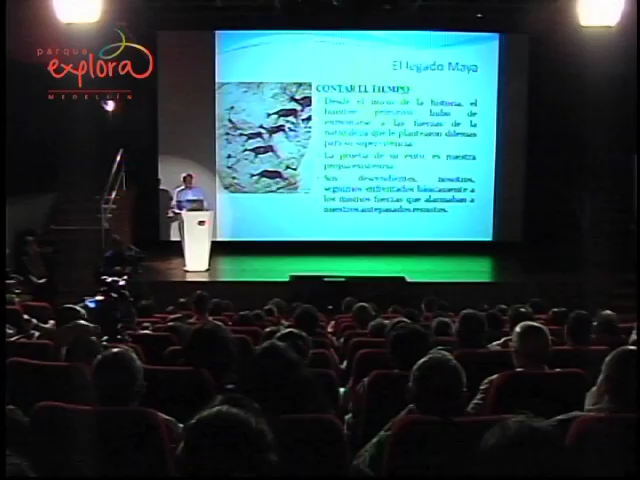 parque
explora
MEDELLÍN
El legado Maya
CONTAR EL TIEMPO
Desde el inicio de la historia, el
hombre primitivo hubo de
enfrentarse a las fuerzas de la
naturaleza que le plantearon dilemas
para su supervivencia.
La prueba de su éxito es nuestra
propia existencia.
Sus descendientes, nosotros,
seguimos enfrentados básicamente a
los mismos fuerzas que alarmaban a
nuestros antepasados remotos.